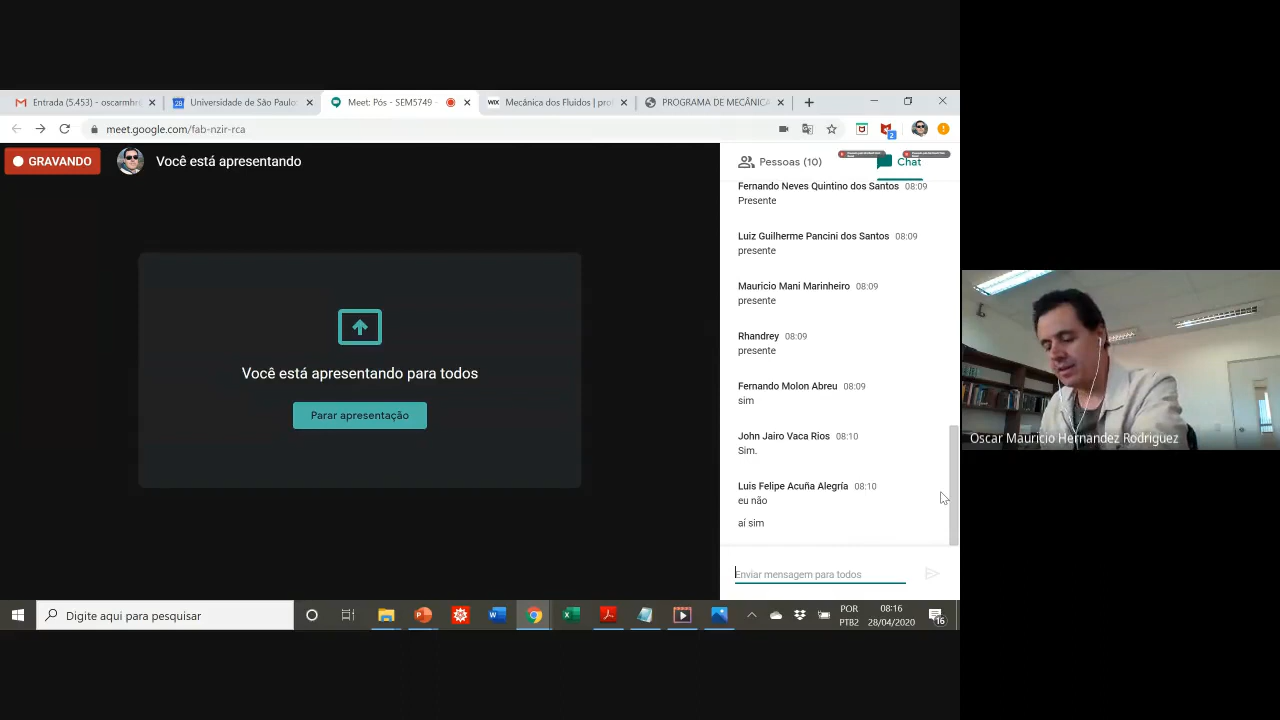 Entrada (5.453) - oscarmhr
Universidade de São Paulo
Meet: Pós - SEM5749 -
WIX Mecânica dos Fluidos | pro
PROGRAMA DE MECÂNICA
meet.google.com/fab-nzir-rca
2
GRAVANDO
Você está apresentando
Pessoas (10)
Chat
Fernando Neves Quintino dos Santos 08:09
Presente
Luiz Guilherme Pancini dos Santos 08:09
presente
Mauricio Mani Marinheiro 08:09
presente
Rhandrey 08:09
presente
Fernando Molon Abreu 08:09
sim
John Jairo Vaca Rios 08:10
Sim.
Luis Felipe Acuña Alegría 08:10
eu não
aí sim
Enviar mensagem para todos
Você está apresentando para todos
Parar apresentação
Oscar Mauricio Hernandez Rodriguez
Digite aqui para pesquisar
POR
PTB2
08:16
28/04/2020
16